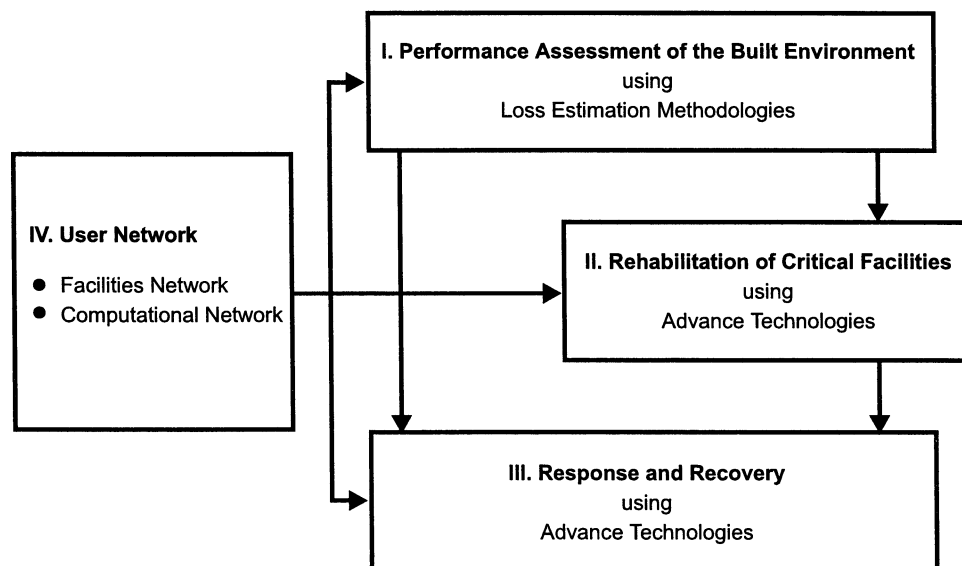 I. Performance Assessment of the Built Environment
using
Loss Estimation Methodologies
IV. User Network
● Facilities Network
● Computational Network
II. Rehabilitation of Critical Facilities
using
Advance Technologies
III. Response and Recovery
using
Advance Technologies